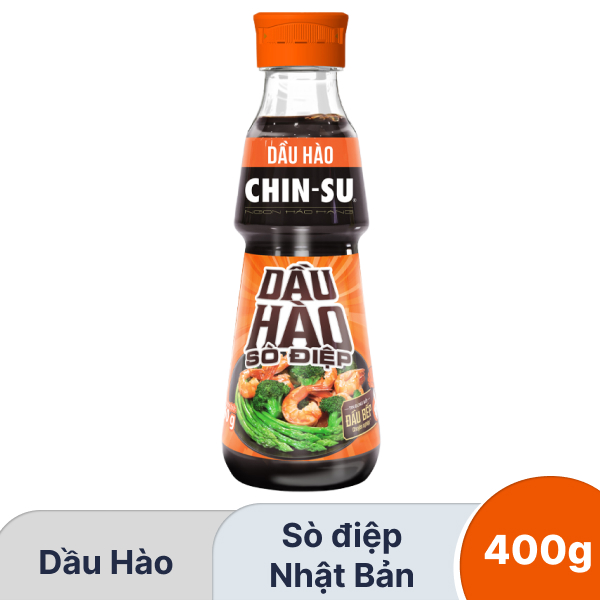 DẦU HÀO
CHIN-SU
NGON HẢO HẠNG
DẦU
HÀO
SÒ ĐIỆP
ĐẦU BẾP
Dầu Hào
Sò điệp
Nhật Bản
400g